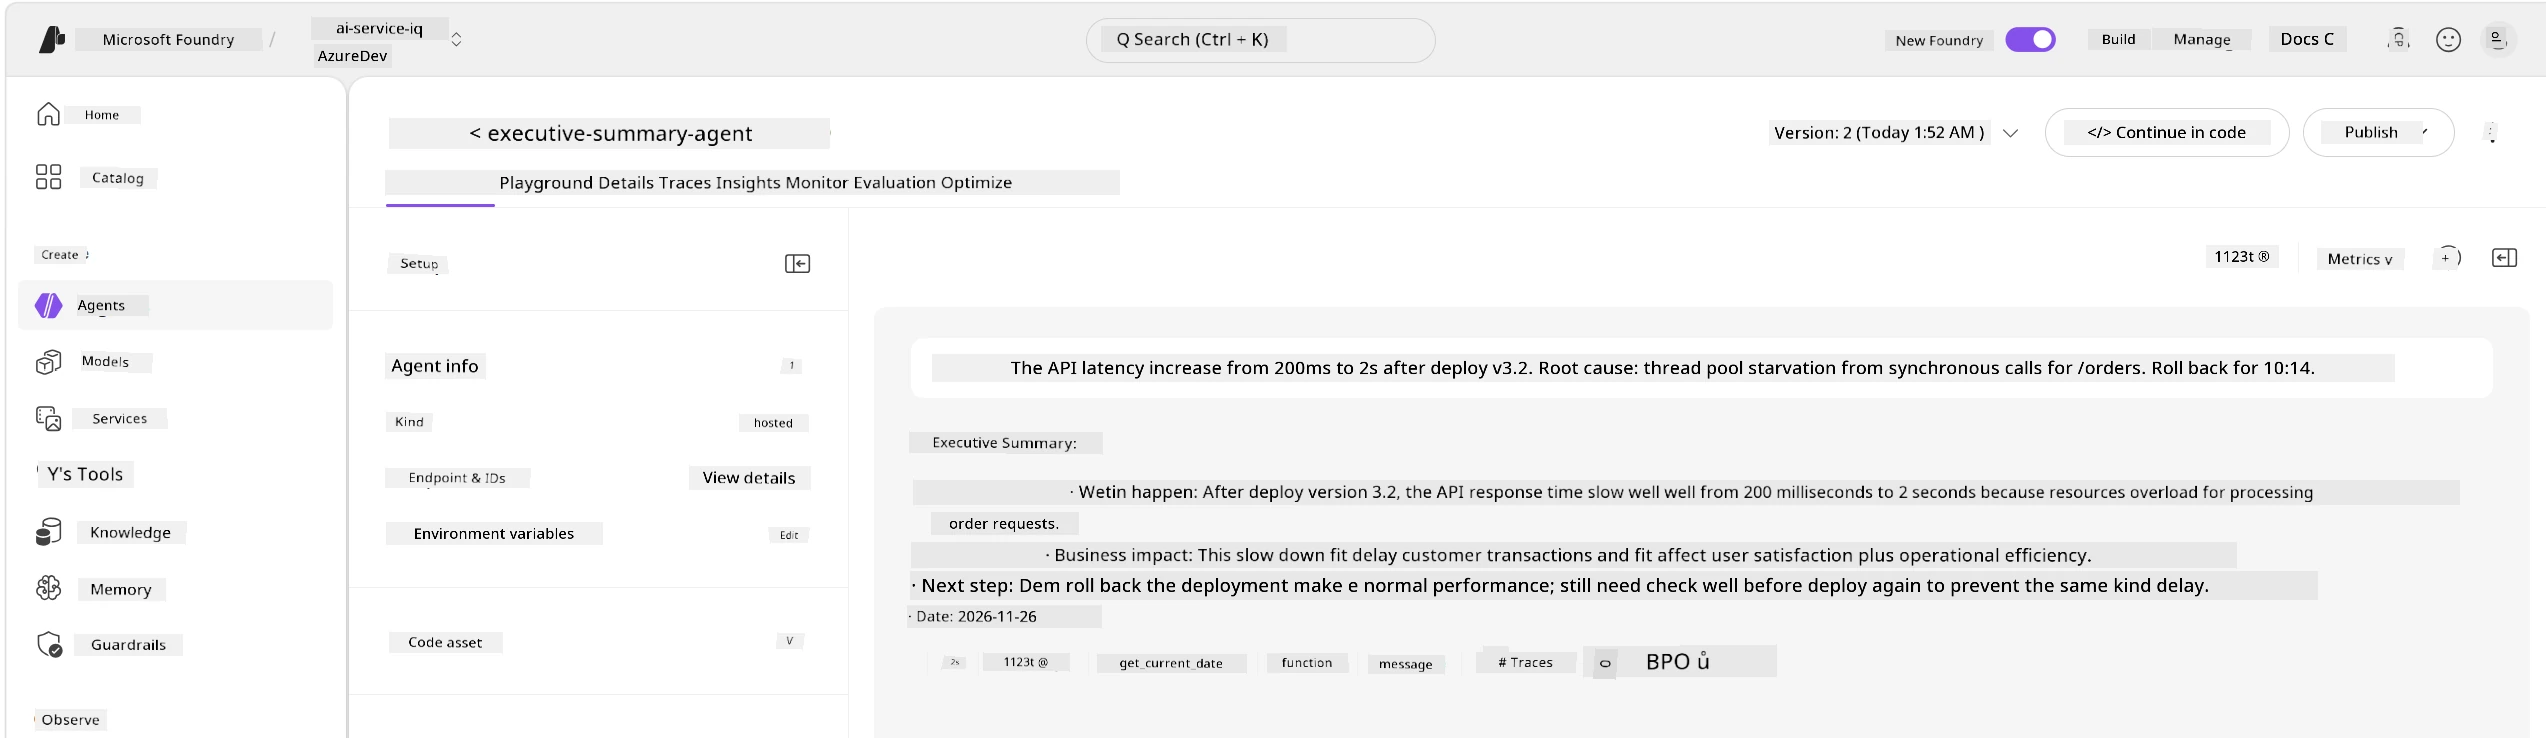 Microsoft Foundry /
ai-service-iq
AzureDev
Q Search (Ctrl + K)
New Foundry
Build
Manage
Docs C
Home
Catalog
Create
Agents
Models
Services
Y's Tools
Knowledge
Memory
Guardrails
Observe
< executive-summary-agent
Version: 2 (Today 1:52 AM )
</> Continue in code
Publish
Playground Details Traces Insights Monitor Evaluation Optimize
Setup
Agent info
1
Kind
hosted
Endpoint & IDs
View details
Environment variables
Edit
Code asset
V
1123t ®
Metrics v
+
The API latency increase from 200ms to 2s after deploy v3.2. Root cause: thread pool starvation from synchronous calls for /orders. Roll back for 10:14.
Executive Summary:
· Wetin happen: After deploy version 3.2, the API response time slow well well from 200 milliseconds to 2 seconds because resources overload for processing
order requests.
· Business impact: This slow down fit delay customer transactions and fit affect user satisfaction plus operational efficiency.
· Next step: Dem roll back the deployment make e normal performance; still need check well before deploy again to prevent the same kind delay.
· Date: 2026-11-26
2s
1123t @
get_current_date
function
message
# Traces
BPO ů